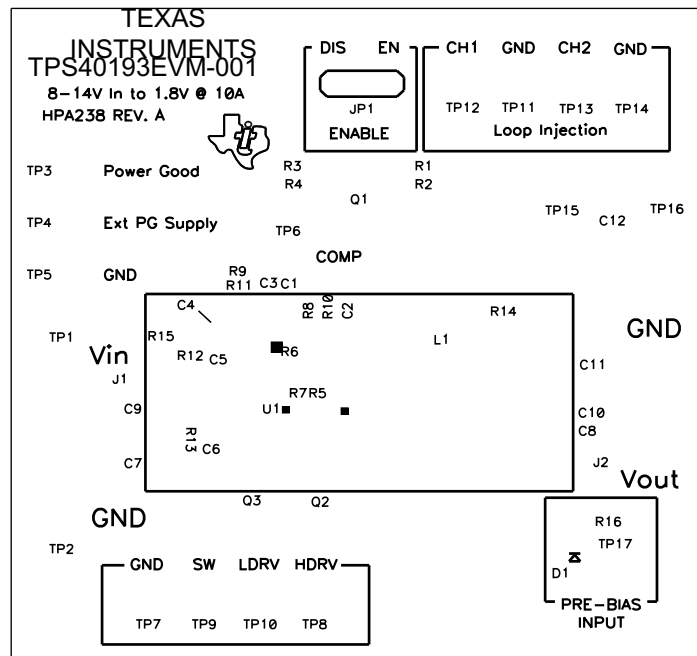 TEXAS
INSTRUMENTS
TPS40193EVM-001
8-14V In to 1.8V @ 10A
HPA238 REV. A
DIS EN
JP1
ENABLE
CH1 GND CH2 GND
TP12 TP11 TP13 TP14
Loop Injection
TP3 Power Good
R3 R1
R4 R2
Q1
TP4 Ext PG Supply
TP6
TP15 C12 TP16
COMP
TP5 GND
R9
R11 C3 C1
C4
R8 R10 C2
R14
GND
TP1
Vin
R15
R12 C5
R6
L1
C11
J1
R7 R5
C9
U1
C10
C8
R13 C6
C7
J2
Vout
Q3 Q2
GND
R16
TP17
D1
PRE-BIAS
INPUT
TP2
GND SW LDRV HDRV
TP7 TP9 TP10 TP8